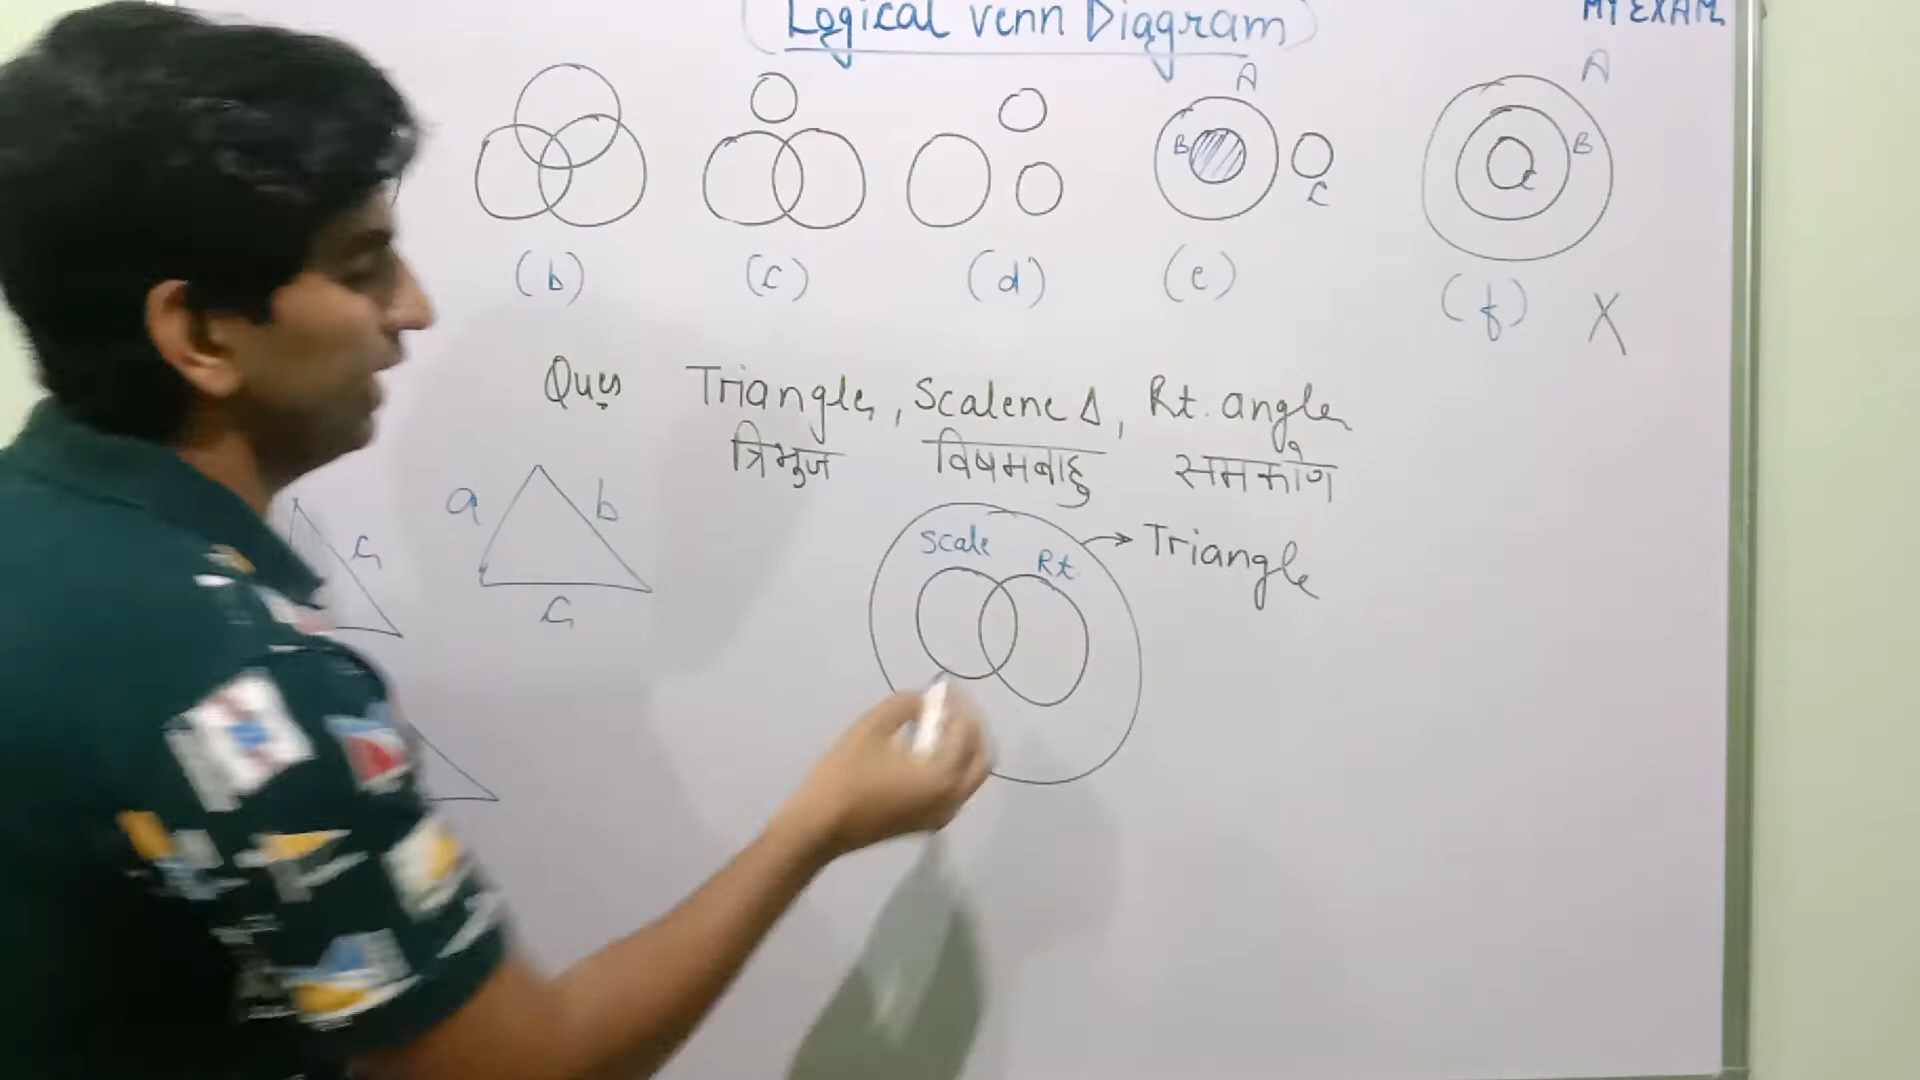 Logical Venn Diagram
MY EXAM
A
A
B
B
C
C
(b) (c) (d) (e) (f) X
Ques Triangle, Scalene Δ, Rt. angle
त्रिभुज विषमबाहु समकोण
a b
c
c
Scale
Rt.
Triangle